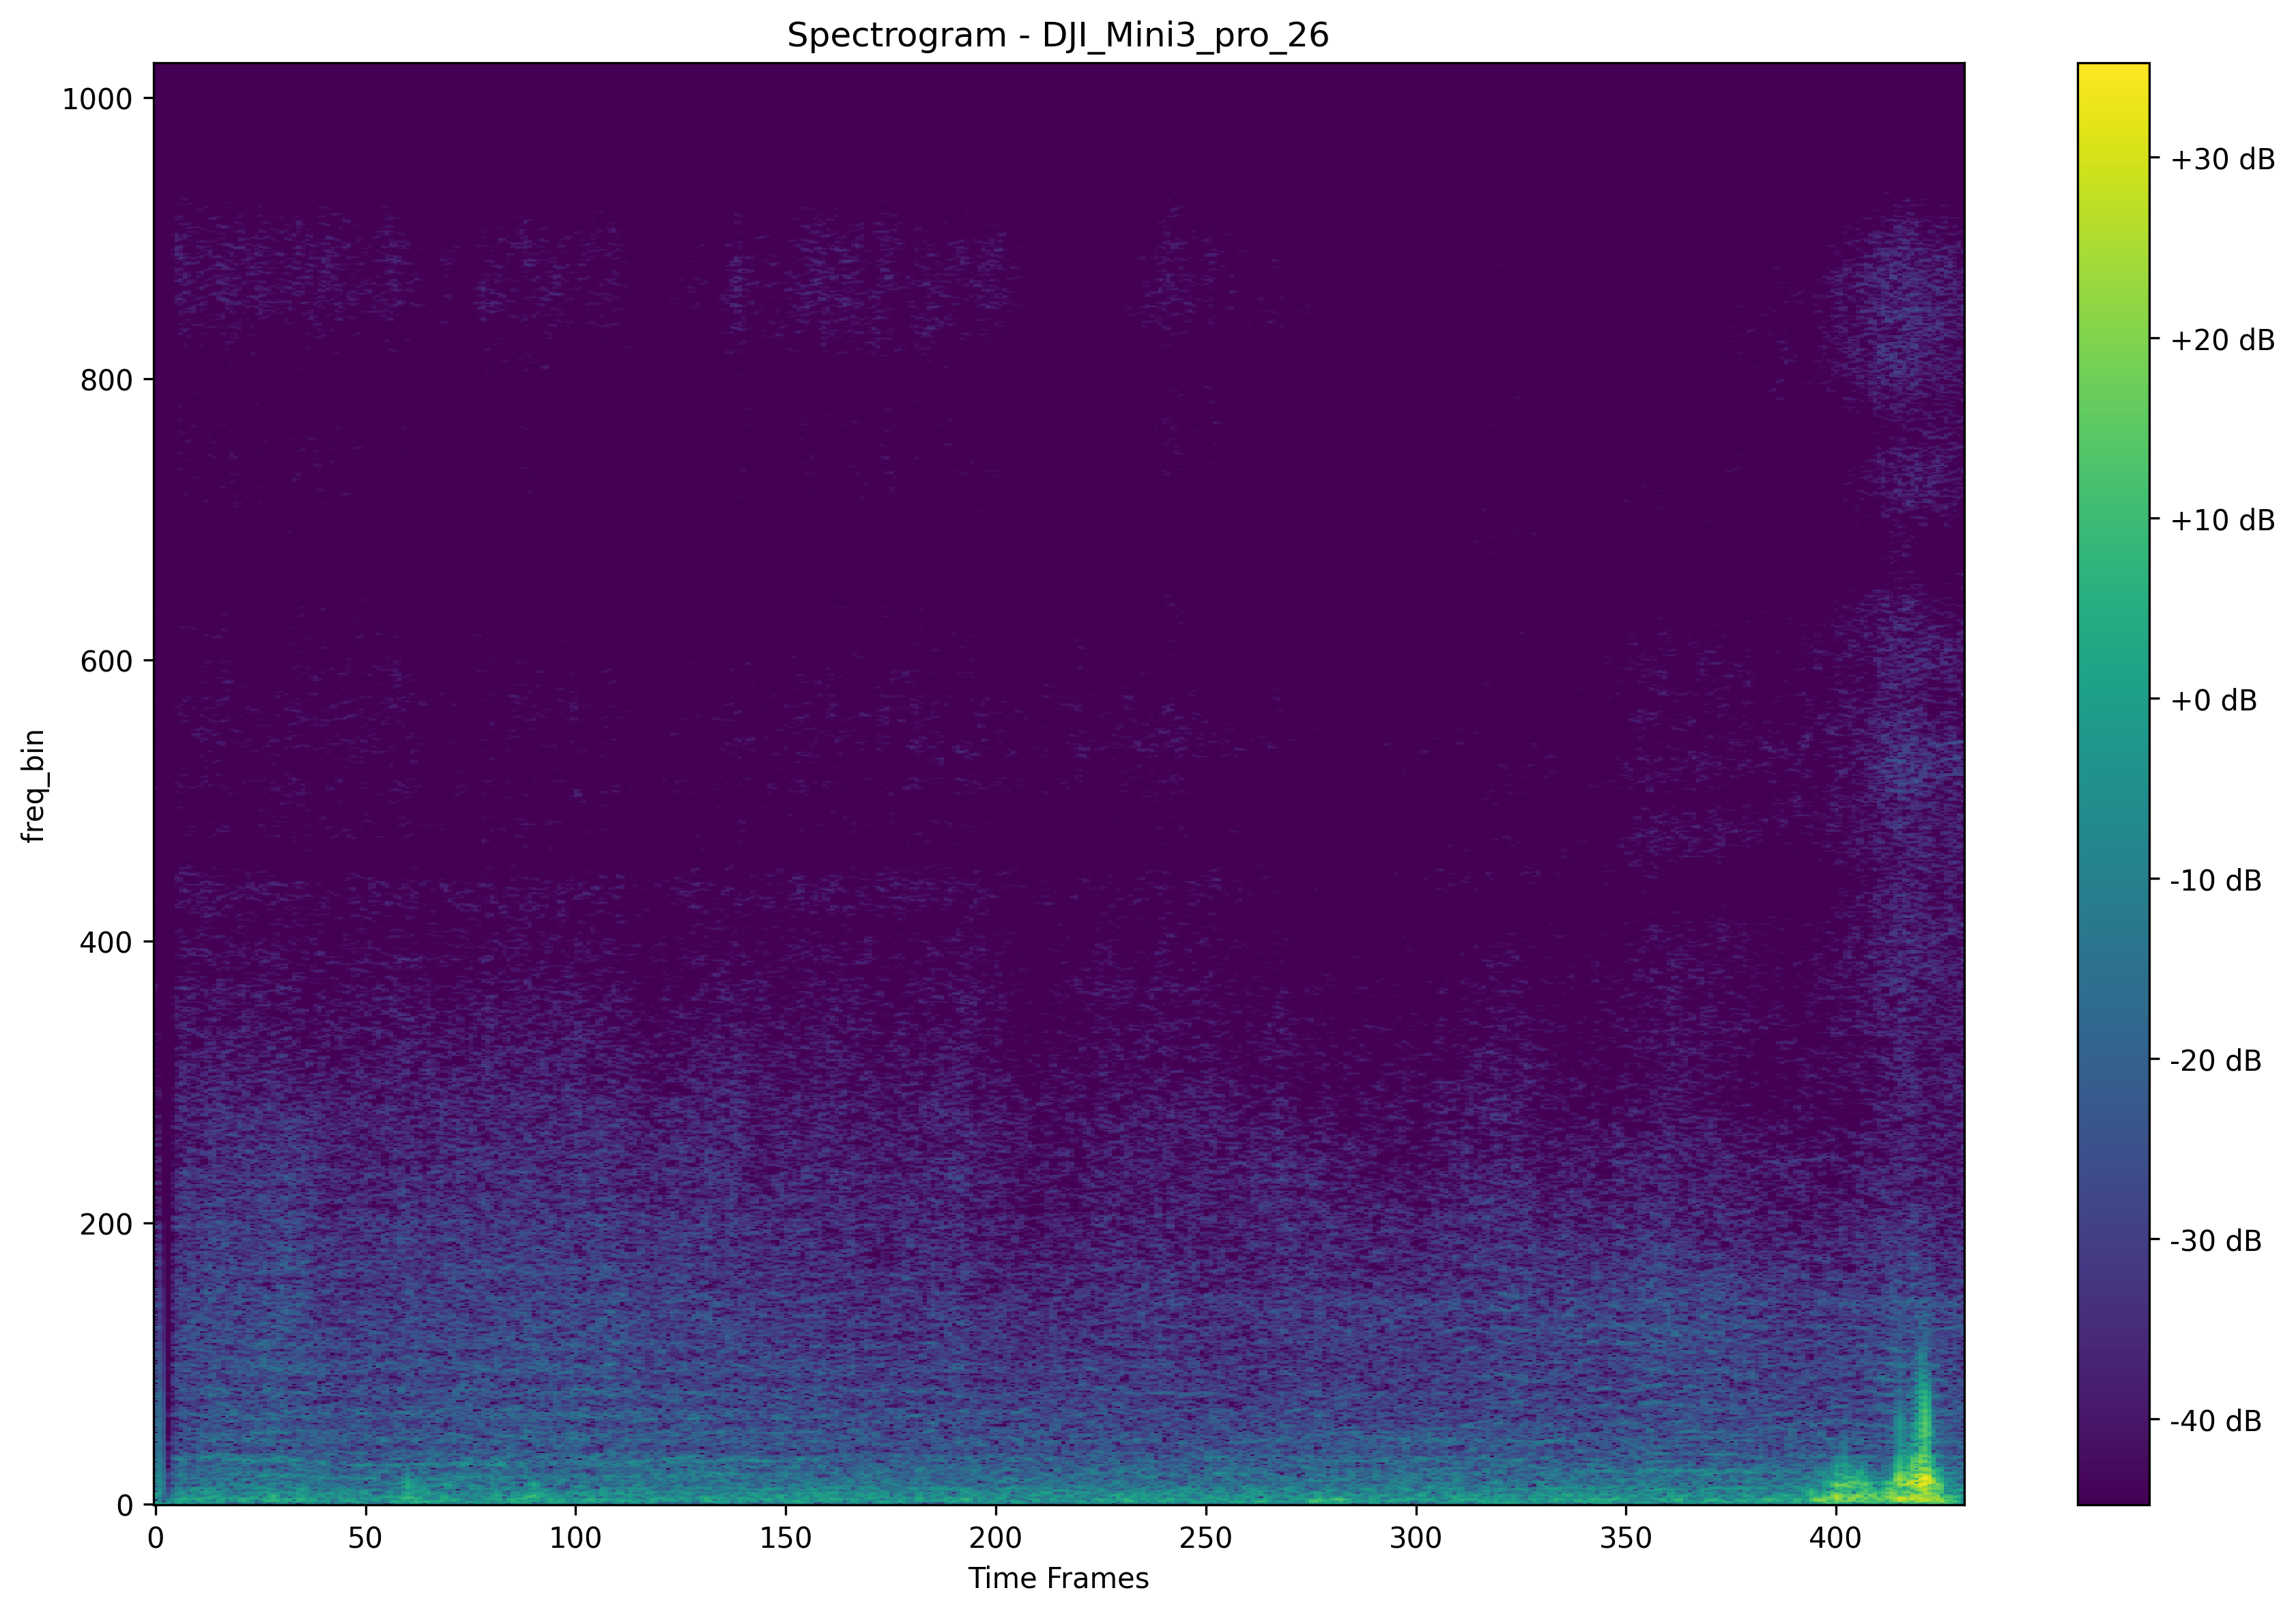 Spectrogram - DJI_Mini3_pro_26
1000
800
600
400
200
0
freq_bin
0 50 100 150 200 250 300 350 400
Time Frames
+30 dB
+20 dB
+10 dB
+0 dB
-10 dB
-20 dB
-30 dB
-40 dB